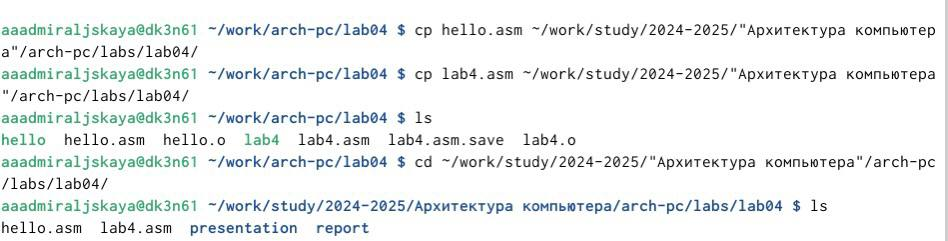 aaadmiraljskaya@dk3n61 ~/work/arch-pc/lab04 $ cp hello.asm ~/work/study/2024-2025/"Архитектура компьютер
а"/arch-pc/labs/lab04/
aaadmiraljskaya@dk3n61 ~/work/arch-pc/lab04 $ cp lab4.asm ~/work/study/2024-2025/"Архитектура компьютера
"/arch-pc/labs/lab04/
aaadmiraljskaya@dk3n61 ~/work/arch-pc/lab04 $ ls
hello  hello.asm  hello.o  lab4  lab4.asm  lab4.asm.save  lab4.o
aaadmiraljskaya@dk3n61 ~/work/arch-pc/lab04 $ cd ~/work/study/2024-2025/"Архитектура компьютера"/arch-pc
/labs/lab04/
aaadmiraljskaya@dk3n61 ~/work/study/2024-2025/Архитектура компьютера/arch-pc/labs/lab04 $ ls
hello.asm  lab4.asm  presentation  report